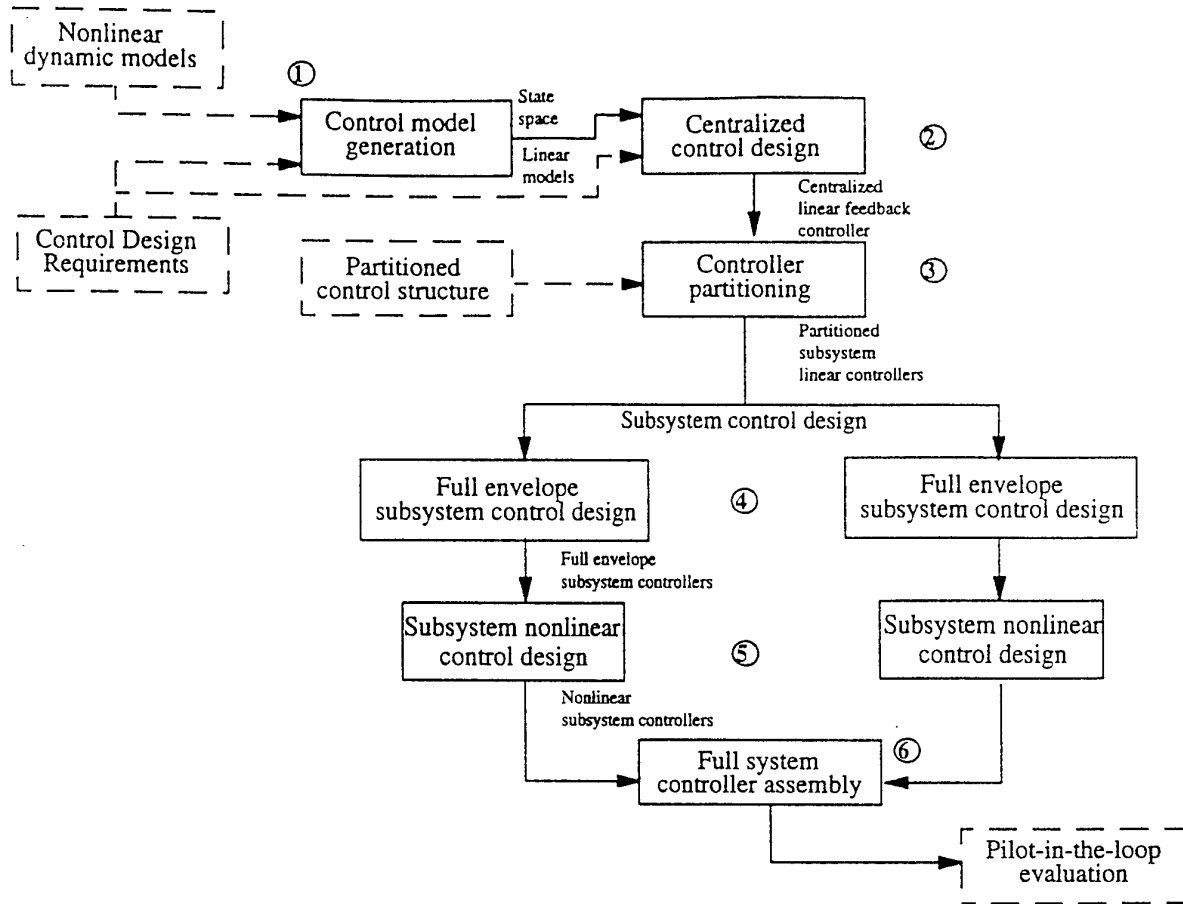 Nonlinear
dynamic models
①
Control model
generation
State
space
Linear
models
Centralized
control design
②
Centralized
linear feedback
controller
Control Design
Requirements
Partitioned
control structure
Controller
partitioning
③
Partitioned
subsystem
linear controllers
Subsystem control design
Full envelope
subsystem control design
④
Full envelope
subsystem control design
Full envelope
subsystem controllers
Subsystem nonlinear
control design
⑤
Subsystem nonlinear
control design
Nonlinear
subsystem controllers
Full system
controller assembly
⑥
Pilot-in-the-loop
evaluation